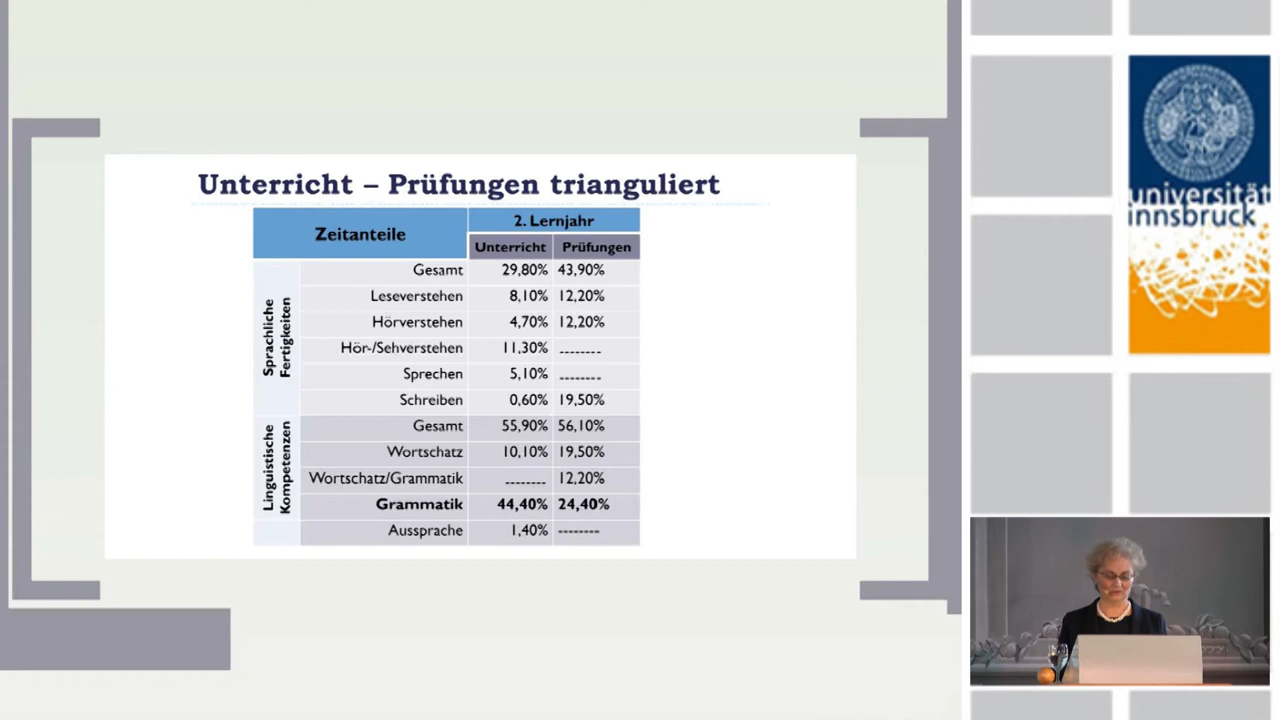 Unterricht – Prüfungen trianguliert
Zeitanteile
2. Lernjahr
Unterricht Prüfungen
Sprachliche
Fertigkeiten
Gesamt 29,80% 43,90%
Leseverstehen 8,10% 12,20%
Hörverstehen 4,70% 12,20%
Hör-/Sehverstehen 11,30% --------
Sprechen 5,10% --------
Schreiben 0,60% 19,50%
Linguistische
Kompetenzen
Gesamt 55,90% 56,10%
Wortschatz 10,10% 19,50%
Wortschatz/Grammatik -------- 12,20%
Grammatik 44,40% 24,40%
Aussprache 1,40% --------
universität
innsbruck